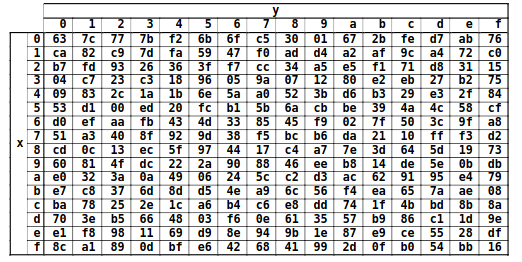 y
0 1 2 3 4 5 6 7 8 9 a b c d e f
0 63 7c 77 7b f2 6b 6f c5 30 01 67 2b fe d7 ab 76
1 ca 82 c9 7d fa 59 47 f0 ad d4 a2 af 9c a4 72 c0
2 b7 fd 93 26 36 3f f7 cc 34 a5 e5 f1 71 d8 31 15
3 04 c7 23 c3 18 96 05 9a 07 12 80 e2 eb 27 b2 75
4 09 83 2c 1a 1b 6e 5a a0 52 3b d6 b3 29 e3 2f 84
5 53 d1 00 ed 20 fc b1 5b 6a cb be 39 4a 4c 58 cf
6 d0 ef aa fb 43 4d 33 85 45 f9 02 7f 50 3c 9f a8
x 7 51 a3 40 8f 92 9d 38 f5 bc b6 da 21 10 ff f3 d2
8 cd 0c 13 ec 5f 97 44 17 c4 a7 7e 3d 64 5d 19 73
9 60 81 4f dc 22 2a 90 88 46 ee b8 14 de 5e 0b db
a e0 32 3a 0a 49 06 24 5c c2 d3 ac 62 91 95 e4 79
b e7 c8 37 6d 8d d5 4e a9 6c 56 f4 ea 65 7a ae 08
c ba 78 25 2e 1c a6 b4 c6 e8 dd 74 1f 4b bd 8b 8a
d 70 3e b5 66 48 03 f6 0e 61 35 57 b9 86 c1 1d 9e
e e1 f8 98 11 69 d9 8e 94 9b 1e 87 e9 ce 55 28 df
f 8c a1 89 0d bf e6 42 68 41 99 2d 0f b0 54 bb 16